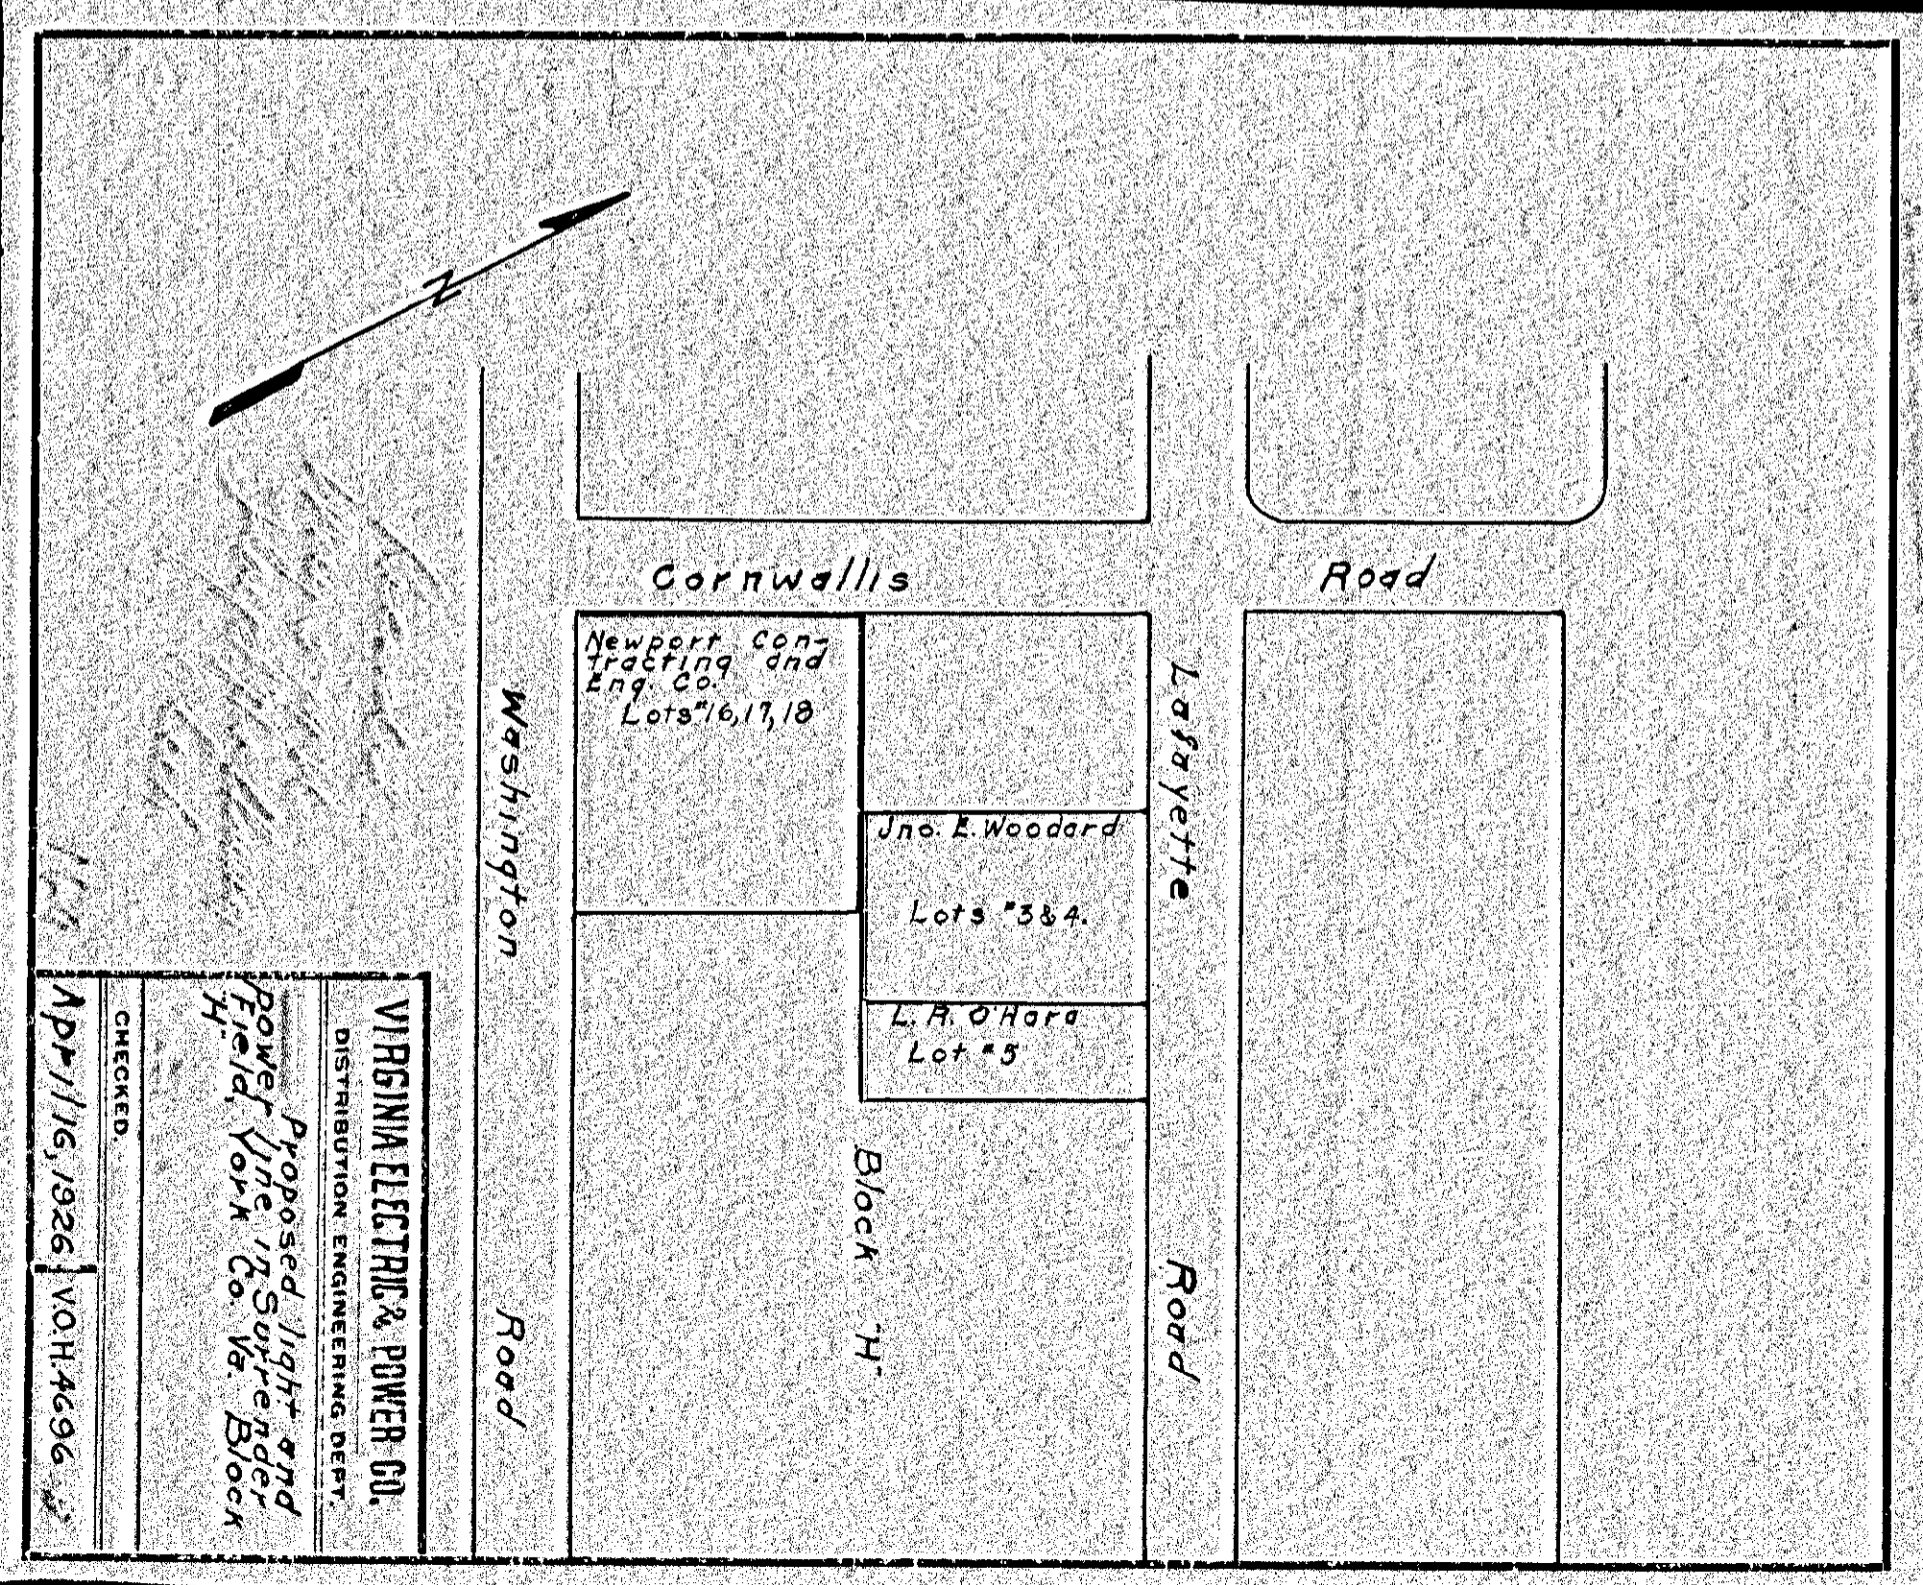 N
Cornwallis Road
Newport Con-
tracting and
Eng. Co.
Lots #16,17,18
Jno. E. Woodard
Lots #3&4.
L. A. O'Hara
Lot #5
Block "H"
Washington Road
Lafayette Road
VIRGINIA ELECTRIC & POWER CO.
DISTRIBUTION ENGINEERING DEPT.
Proposed light and
power line in Surrender
Field, York Co. Va. Block
"H"
CHECKED.
April 16, 1926 V.O.H. A696